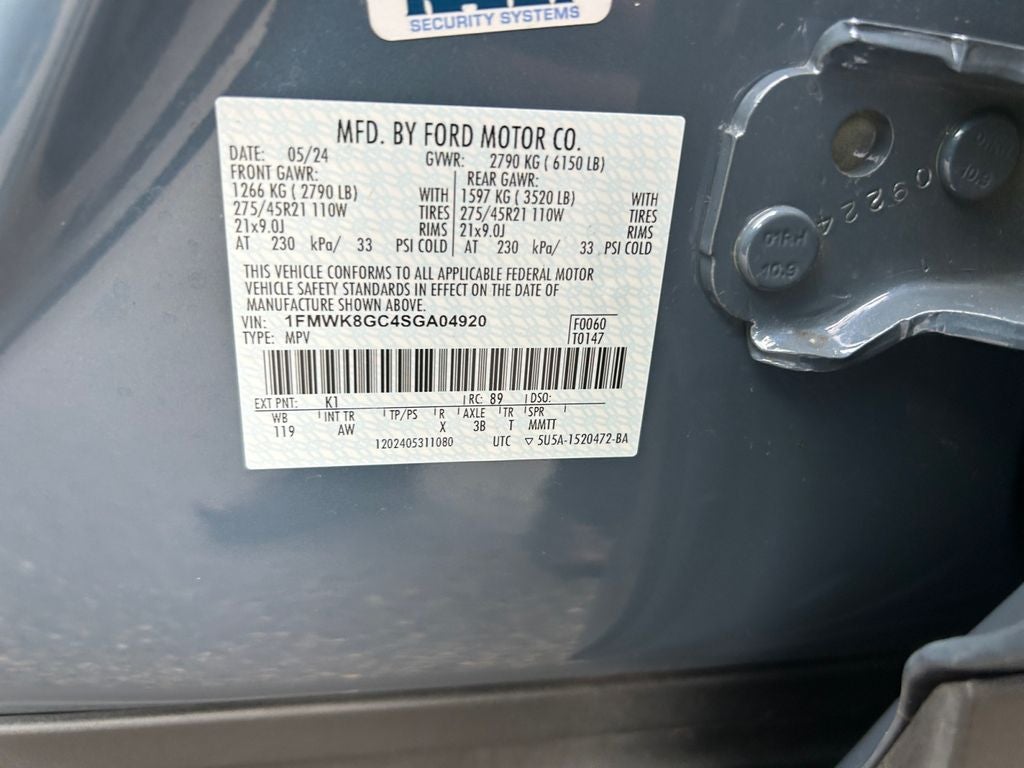 SECURITY SYSTEMS
MFD. BY FORD MOTOR CO.
DATE: 05/24 GVWR: 2790 KG ( 6150 LB)
FRONT GAWR: REAR GAWR:
1266 KG ( 2790 LB) WITH 1597 KG ( 3520 LB) WITH
275/45R21 110W TIRES 275/45R21 110W TIRES
21x9.0J RIMS 21x9.0J RIMS
AT 230 kPa/ 33 PSI COLD AT 230 kPa/ 33 PSI COLD
THIS VEHICLE CONFORMS TO ALL APPLICABLE FEDERAL MOTOR
VEHICLE SAFETY STANDARDS IN EFFECT ON THE DATE OF
MANUFACTURE SHOWN ABOVE.
VIN: 1FMWK8GC4SGA04920 F0060
TYPE: MPV T0147
EXT PNT: K1 RC: 89 DSO:
WB INT TR TP/PS R AXLE TR SPR
119 AW X 3B T MMTT
1202405311080 UTC ▽ 5U5A-1520472-BA
09224
10.9
10.9